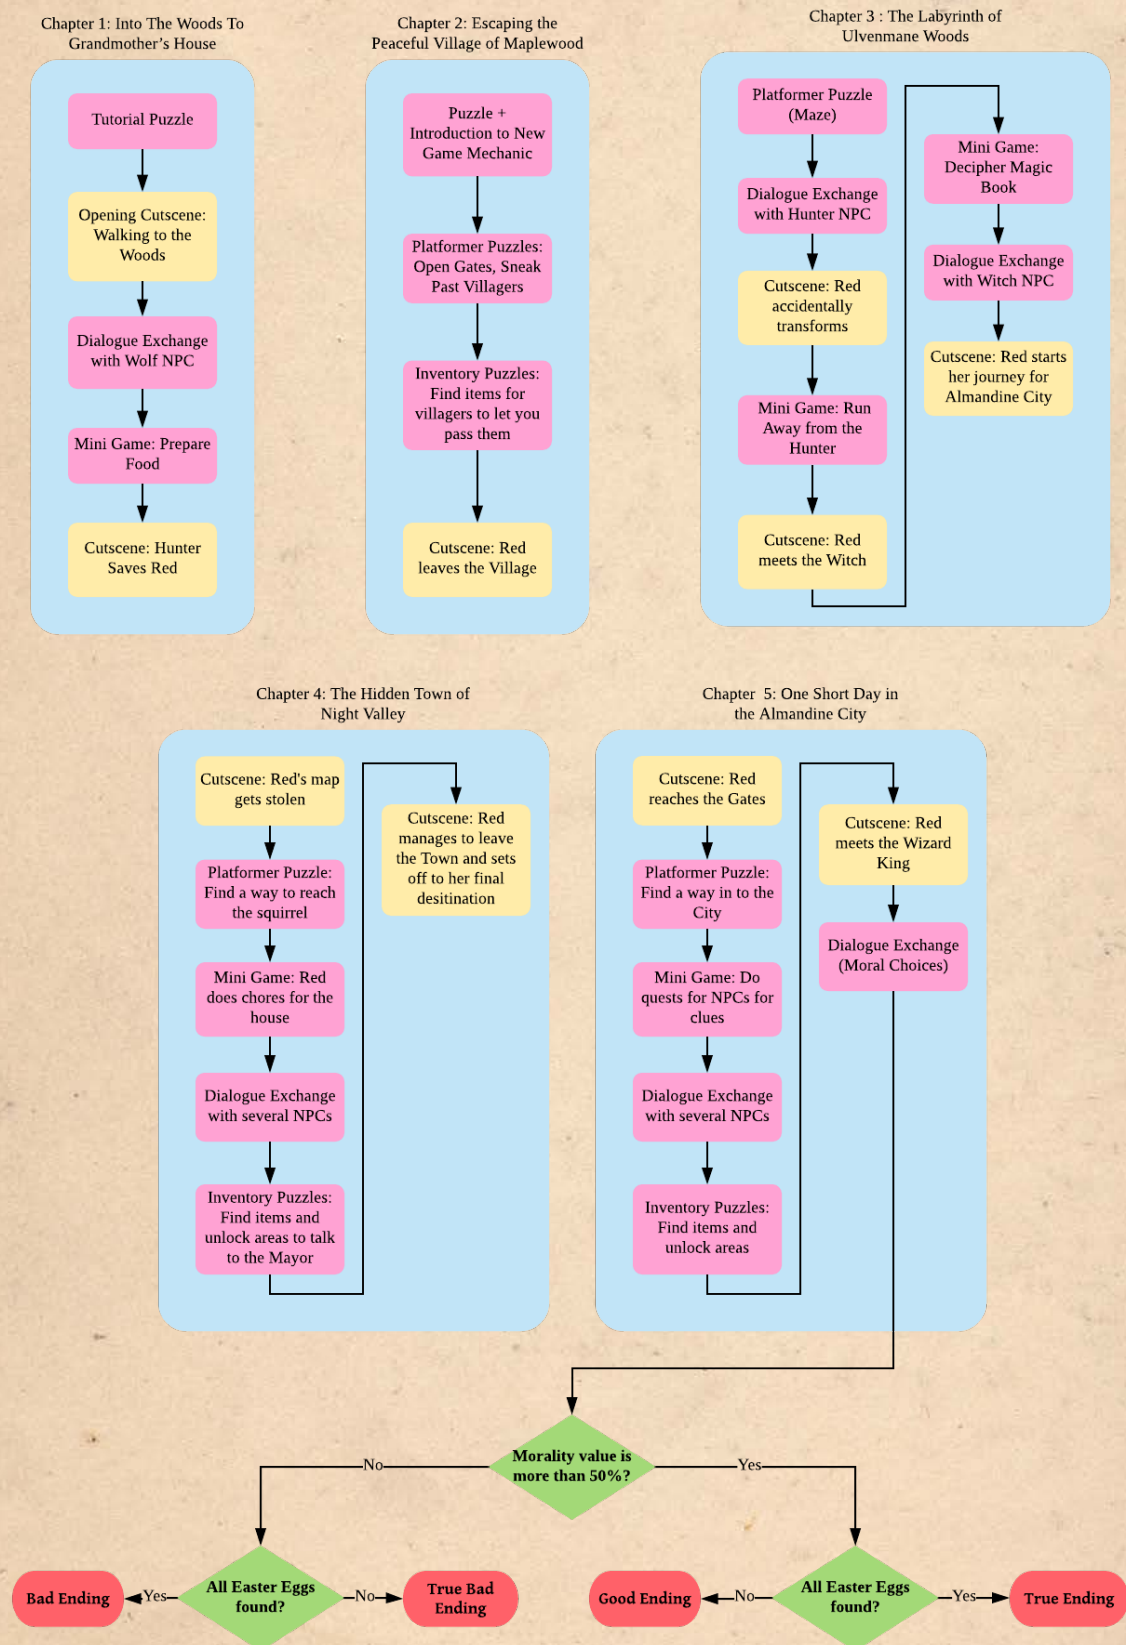 Chapter 1: Into The Woods To
Grandmother’s House
Tutorial Puzzle
Opening Cutscene:
Walking to the
Woods
Dialogue Exchange
with Wolf NPC
Mini Game: Prepare
Food
Cutscene: Hunter
Saves Red
Chapter 2: Escaping the
Peaceful Village of Maplewood
Puzzle +
Introduction to New
Game Mechanic
Platformer Puzzles:
Open Gates, Sneak
Past Villagers
Inventory Puzzles:
Find items for
villagers to let you
pass them
Cutscene: Red
leaves the Village
Chapter 3 : The Labyrinth of
Ulvenmane Woods
Platformer Puzzle
(Maze)
Dialogue Exchange
with Hunter NPC
Cutscene: Red
accidentally
transforms
Mini Game: Run
Away from the
Hunter
Cutscene: Red
meets the Witch
Mini Game:
Decipher Magic
Book
Dialogue Exchange
with Witch NPC
Cutscene: Red starts
her journey for
Almandine City
Chapter 4: The Hidden Town of
Night Valley
Cutscene: Red's map
gets stolen
Platformer Puzzle:
Find a way to reach
the squirrel
Mini Game: Red
does chores for the
house
Dialogue Exchange
with several NPCs
Inventory Puzzles:
Find items and
unlock areas to talk
to the Mayor
Cutscene: Red
manages to leave
the Town and sets
off to her final
desitination
Chapter 5: One Short Day in
the Almandine City
Cutscene: Red
reaches the Gates
Platformer Puzzle:
Find a way in to the
City
Mini Game: Do
quests for NPCs for
clues
Dialogue Exchange
with several NPCs
Inventory Puzzles:
Find items and
unlock areas
Cutscene: Red
meets the Wizard
King
Dialogue Exchange
(Moral Choices)
Morality value is
more than 50%?
No
Yes
Bad Ending
Yes
All Easter Eggs
found?
No
True Bad
Ending
Good Ending
No
All Easter Eggs
found?
Yes
True Ending